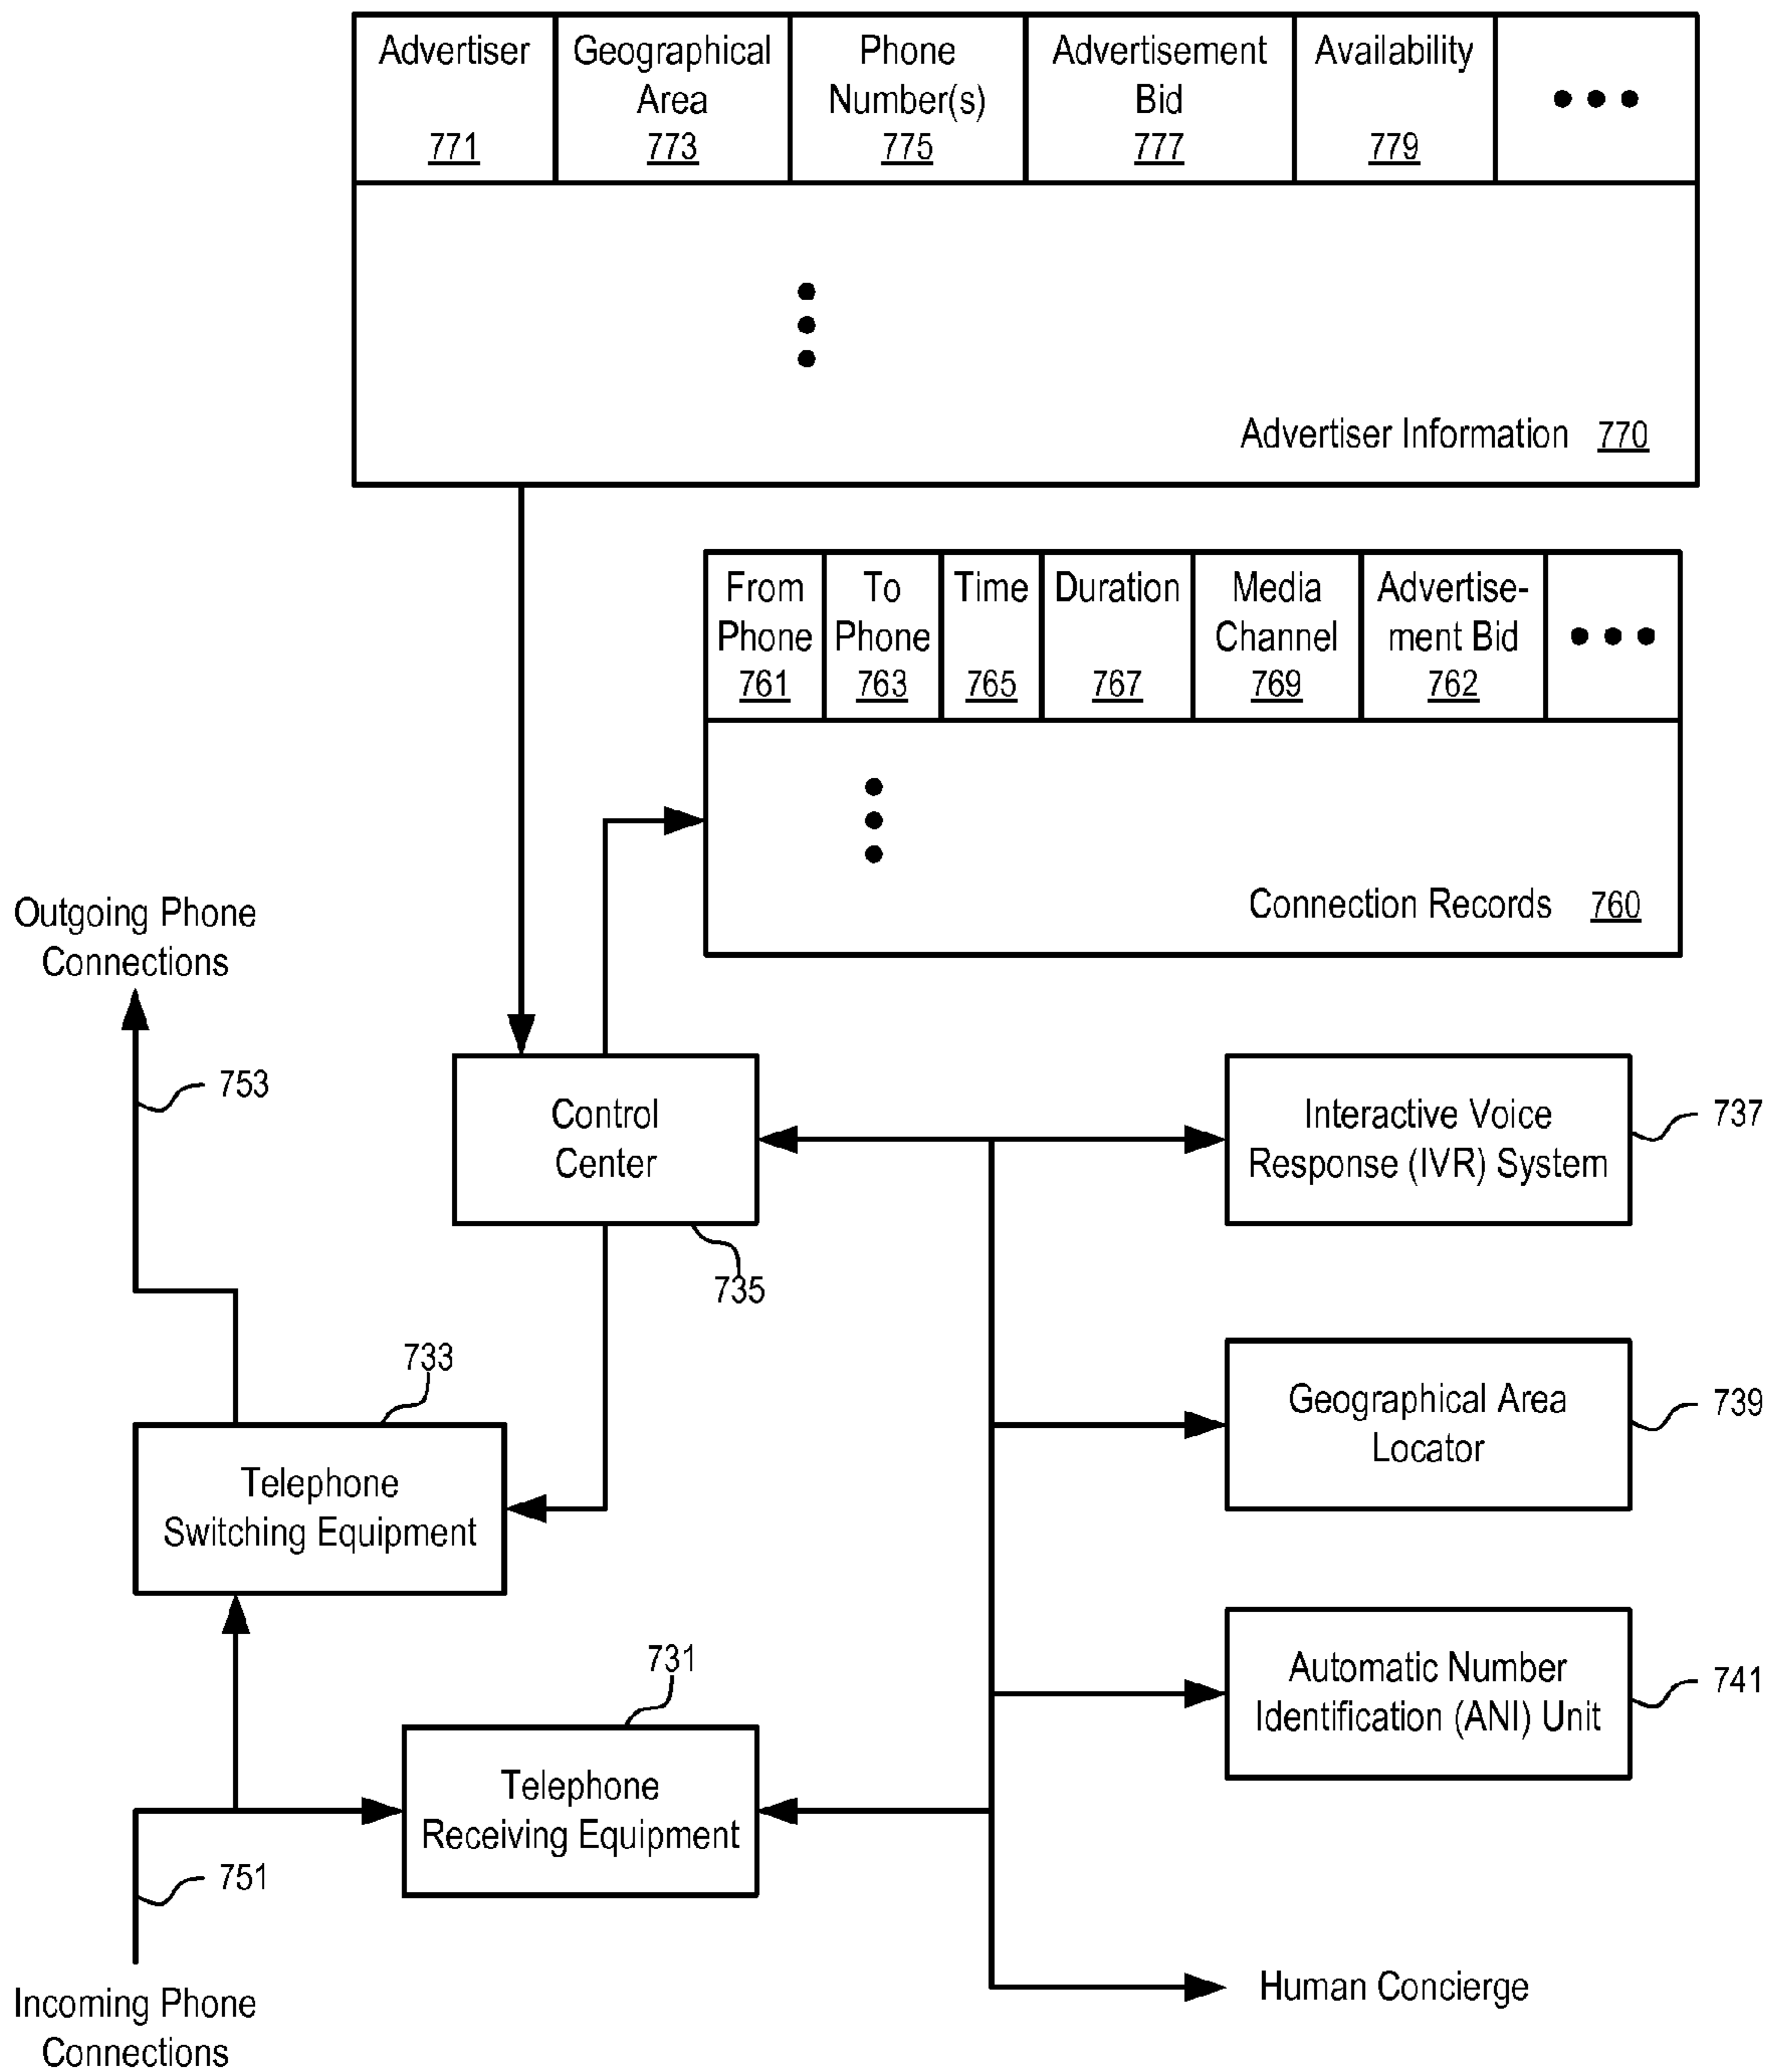 Advertiser
771
Geographical
Area
773
Phone
Number(s)
775
Advertisement
Bid
777
Availability
779
Advertiser Information 770
From
Phone
761
To
Phone
763
Time
765
Duration
767
Media
Channel
769
Advertise-
ment Bid
762
Connection Records 760
Outgoing Phone
Connections
753
Control
Center
735
Interactive Voice
Response (IVR) System
737
733
Telephone
Switching Equipment
Geographical Area
Locator
739
731
Telephone
Receiving Equipment
Automatic Number
Identification (ANI) Unit
741
751
Incoming Phone
Connections
Human Concierge